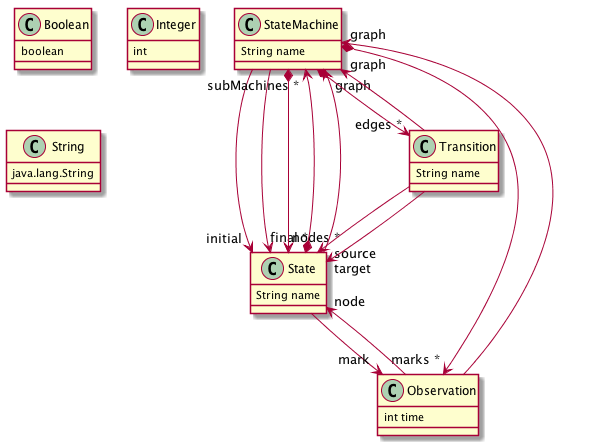 C Boolean
boolean
C Integer
int
C StateMachine
String name
graph
graph
subMachines *
graph
edges *
C String
java.lang.String
C Transition
String name
initial
final *
nodes *
source
target
C State
String name
node
mark
marks *
C Observation
int time